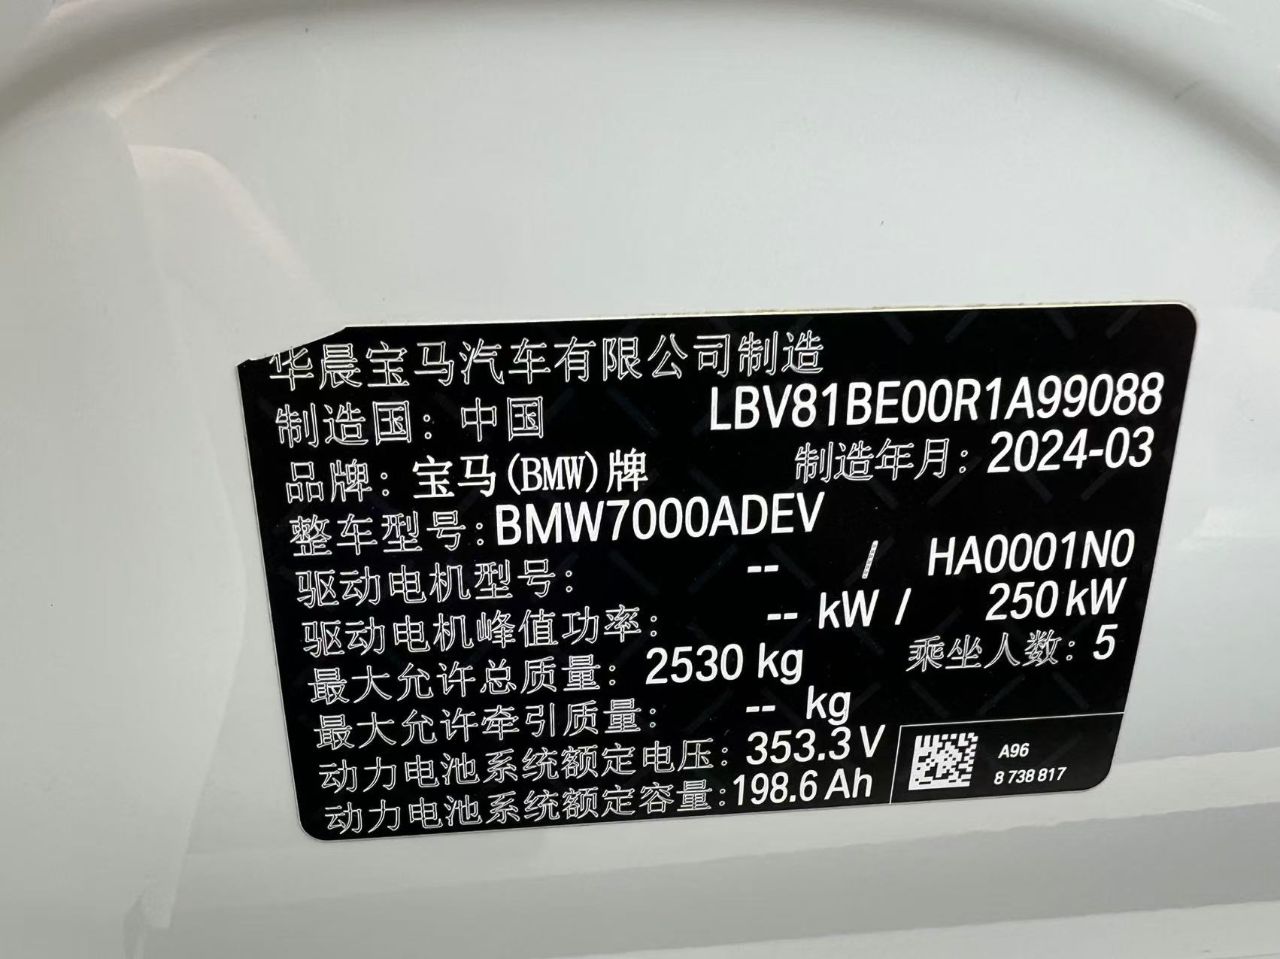 华晨宝马汽车有限公司制造
制造国：中国 LBV81BE00R1A99088
品牌：宝马(BMW)牌 制造年月：2024-03
整车型号：BMW7000ADEV
驱动电机型号： -- / HA0001N0
驱动电机峰值功率： -- kW / 250 kW
最大允许总质量：2530 kg 乘坐人数：5
最大允许牵引质量： -- kg
动力电池系统额定电压：353.3 V
动力电池系统额定容量：198.6 Ah
A96
8 738 817